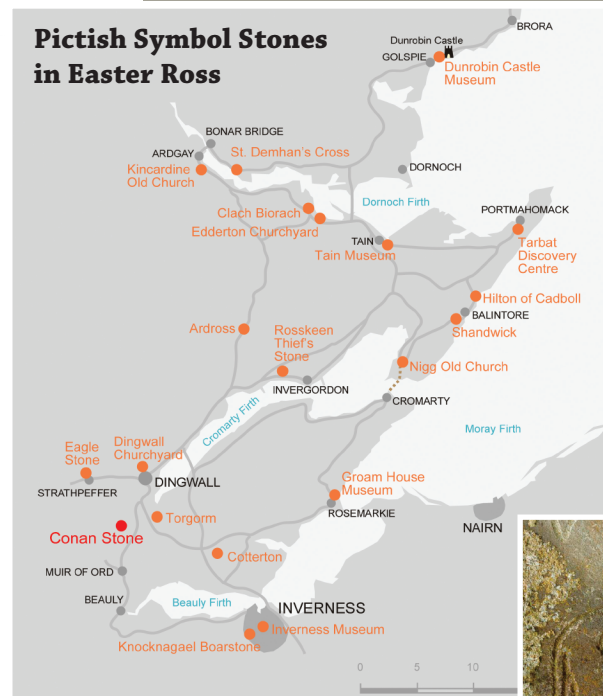 Pictish Symbol Stones
in Easter Ross
BRORA
Dunrobin Castle
GOLSPIE
Dunrobin Castle
Museum
BONAR BRIDGE
ARDGAY
St. Demhan's Cross
Kincardine
Old Church
DORNOCH
Dornoch Firth
Clach Biorach
Edderton Churchyard
PORTMAHOMACK
TAIN
Tain Museum
Tarbat
Discovery
Centre
Hilton of Cadboll
BALINTORE
Shandwick
Ardross
Rosskeen
Thief's
Stone
Nigg Old Church
INVERGORDON
CROMARTY
Cromarty Firth
Moray Firth
Eagle
Stone
Dingwall
Churchyard
STRATHPEFFER
DINGWALL
Groam House
Museum
ROSEMARKIE
Torgorm
NAIRN
Conan Stone
Cotterton
MUIR OF ORD
BEAULY
Beauly Firth
INVERNESS
Inverness Museum
Knocknagael Boarstone
0 5 10